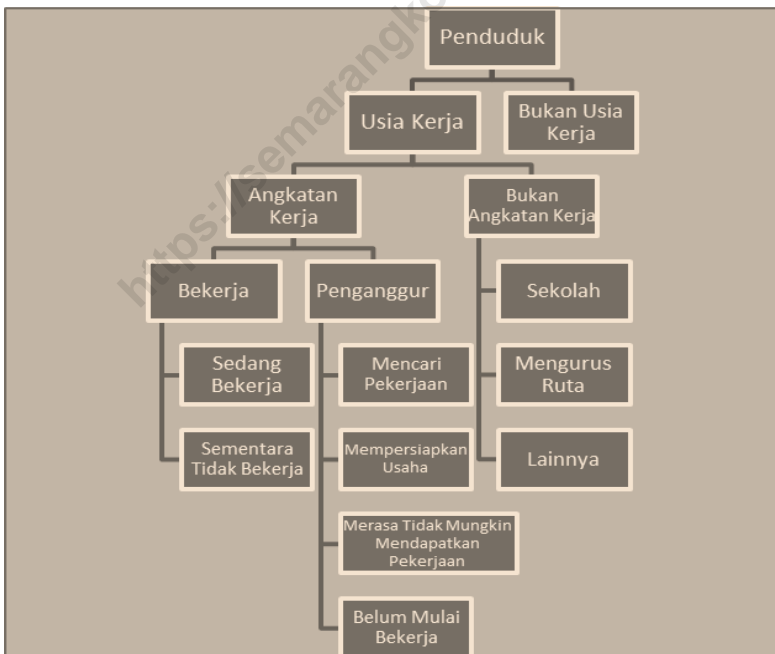 Penduduk
Usia Kerja
Bukan Usia
Kerja
Angkatan
Kerja
Bukan
Angkatan Kerja
Bekerja
Penganggur
Sekolah
Sedang
Bekerja
Mencari
Pekerjaan
Mengurus
Ruta
Sementara
Tidak Bekerja
Mempersiapkan
Usaha
Lainnya
Merasa Tidak Mungkin
Mendapatkan
Pekerjaan
Belum Mulai
Bekerja
https://semarangko